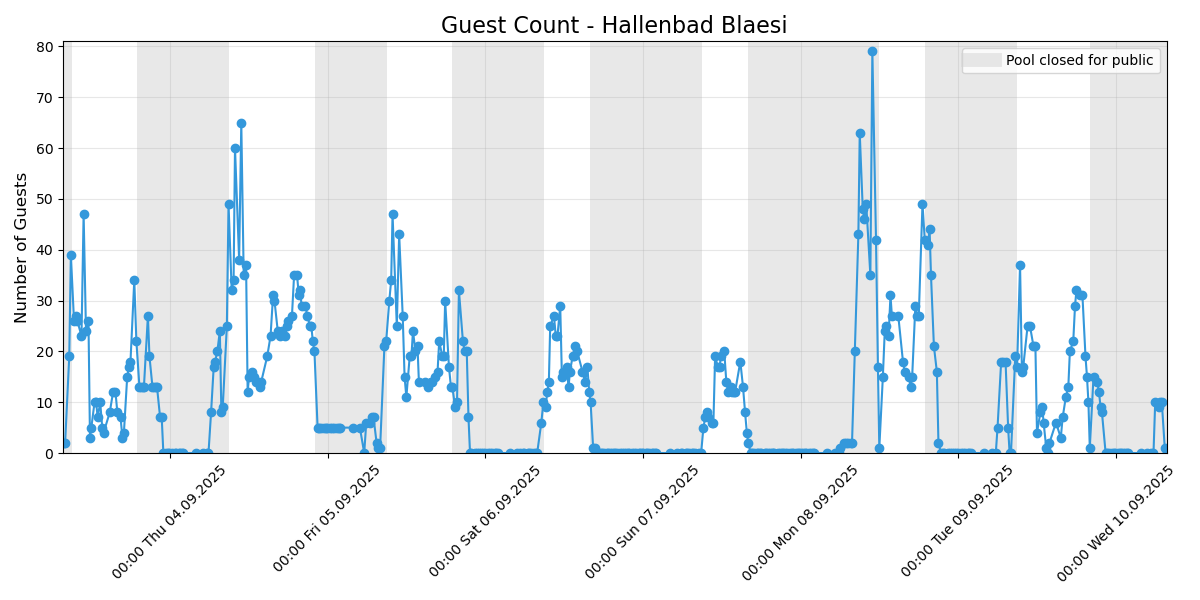 Guest Count - Hallenbad Blaesi
Pool closed for public
Number of Guests
80
70
60
50
40
30
20
10
0
00:00 Thu 04.09.2025
00:00 Fri 05.09.2025
00:00 Sat 06.09.2025
00:00 Sun 07.09.2025
00:00 Mon 08.09.2025
00:00 Tue 09.09.2025
00:00 Wed 10.09.2025